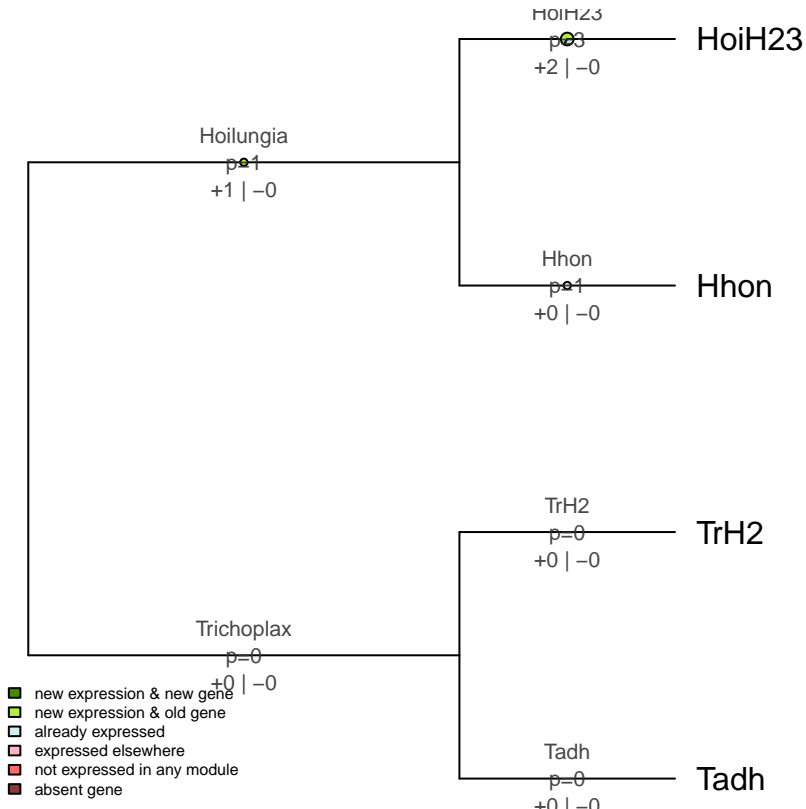 HoiH23
p=3
+2 | −0
HoiH23
Hoilungia
p=1
+1 | −0
Hhon
p=1
+0 | −0
Hhon
TrH2
p=0
+0 | −0
TrH2
Trichoplax
p=0
+0 | −0
new expression & new gene
new expression & old gene
already expressed
expressed elsewhere
not expressed in any module
absent gene
Tadh
p=0
+0 | −0
Tadh